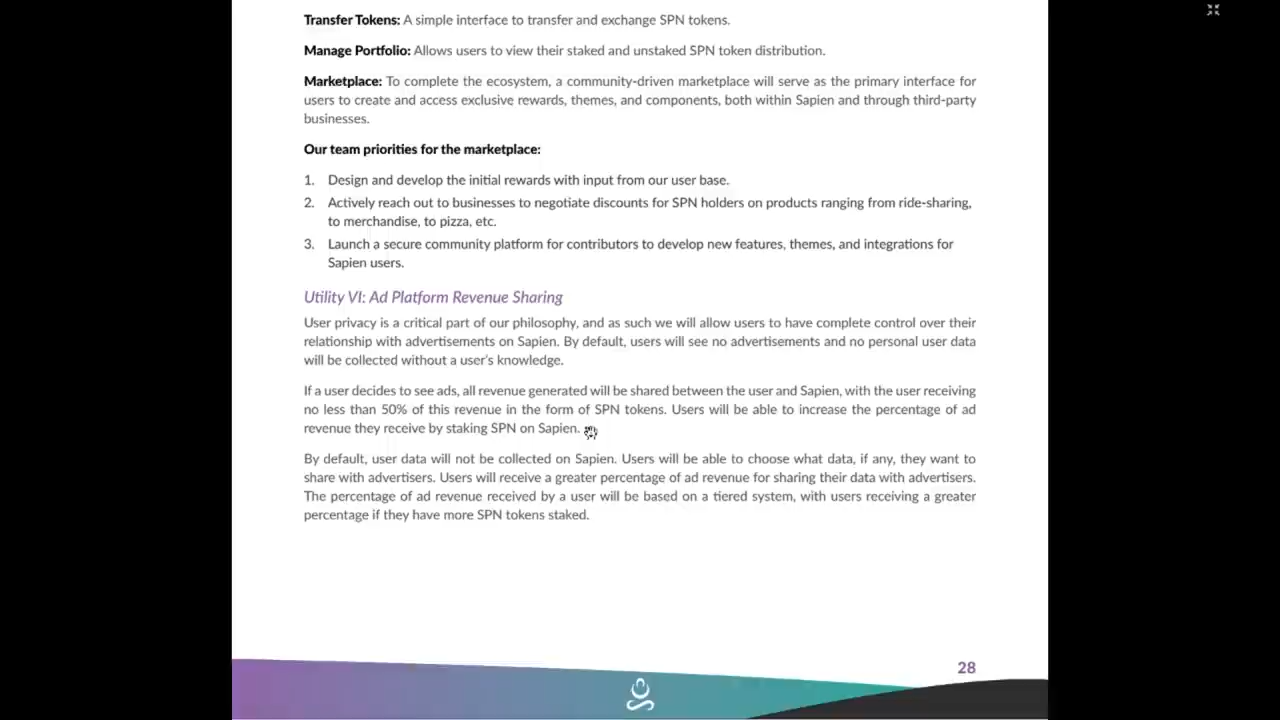 Transfer Tokens: A simple interface to transfer and exchange SPN tokens.
Manage Portfolio: Allows users to view their staked and unstaked SPN token distribution.
Marketplace: To complete the ecosystem, a community-driven marketplace will serve as the primary interface for
users to create and access exclusive rewards, themes, and components, both within Sapien and through third-party
businesses.
Our team priorities for the marketplace:
1. Design and develop the initial rewards with input from our user base.
2. Actively reach out to businesses to negotiate discounts for SPN holders on products ranging from ride-sharing,
to merchandise, to pizza, etc.
3. Launch a secure community platform for contributors to develop new features, themes, and integrations for
Sapien users.
Utility VI: Ad Platform Revenue Sharing
User privacy is a critical part of our philosophy, and as such we will allow users to have complete control over their
relationship with advertisements on Sapien. By default, users will see no advertisements and no personal user data
will be collected without a user's knowledge.
If a user decides to see ads, all revenue generated will be shared between the user and Sapien, with the user receiving
no less than 50% of this revenue in the form of SPN tokens. Users will be able to increase the percentage of ad
revenue they receive by staking SPN on Sapien.
By default, user data will not be collected on Sapien. Users will be able to choose what data, if any, they want to
share with advertisers. Users will receive a greater percentage of ad revenue for sharing their data with advertisers.
The percentage of ad revenue received by a user will be based on a tiered system, with users receiving a greater
percentage if they have more SPN tokens staked.
28